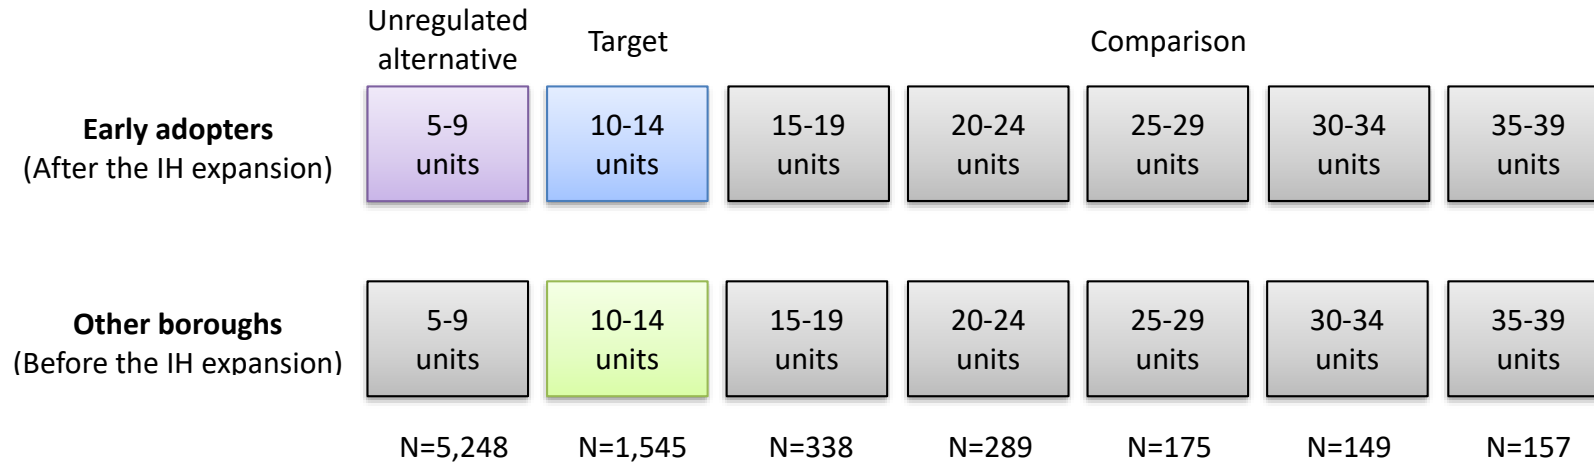 Unregulated
alternative
Target
Comparison
Early adopters
(After the IH expansion)
5-9
units
10-14
units
15-19
units
20-24
units
25-29
units
30-34
units
35-39
units
Other boroughs
(Before the IH expansion)
5-9
units
10-14
units
15-19
units
20-24
units
25-29
units
30-34
units
35-39
units
N=5,248
N=1,545
N=338
N=289
N=175
N=149
N=157